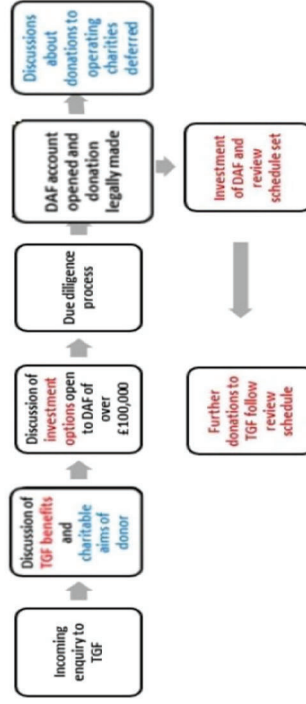 Incoming
enquiry to
TGF
Discussion of
TGF benefits
and
charitable
aims of
donor
Discussion of
investment
options open
to DAF of
over
£100,000
Due diligence
process
DAF account
opened and
donation
legally made
Discussions
about
donations to
operating
charities
deferred
Investment
of DAF and
review
schedule set
Further
donations to
TGF follow
review
schedule